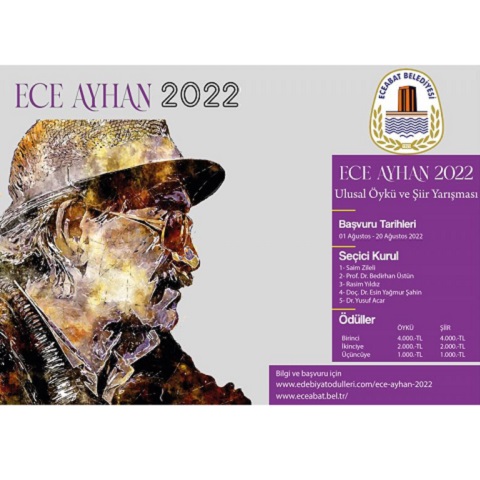 ECE AYHAN 2022
ECEABAT BELEDİYESİ
ECE AYHAN 2022
Ulusal Öykü ve Şiir Yarışması
Başvuru Tarihleri
01 Ağustos - 20 Ağustos 2022
Seçici Kurul
1- Saim Zileli
2- Prof. Dr. Bedirhan Üstün
3- Rasim Yıldız
4- Doç. Dr. Esin Yağmur Şahin
5- Dr. Yusuf Acar
Ödüller
ÖYKÜ ŞİİR
Birinci 4.000.-TL 4.000.-TL
İkinciye 2.000.-TL 2.000.-TL
Üçüncüye 1.000.-TL 1.000.-TL
Bilgi ve başvuru için
www.edebiyatodulleri.com/ece-ayhan-2022
www.eceabat.bel.tr/